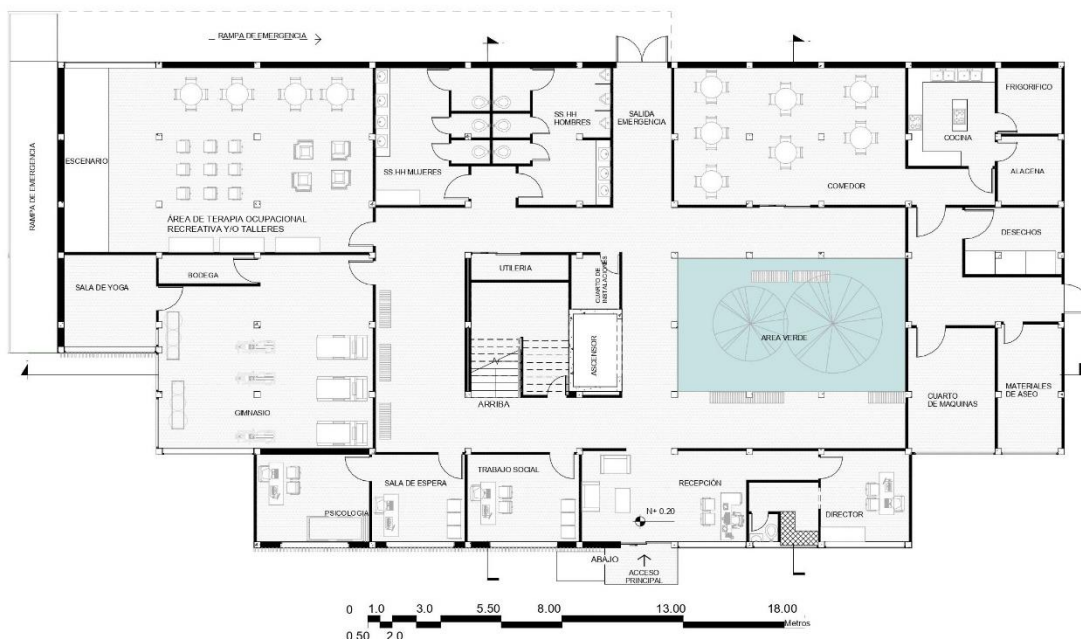 RAMPA DE EMERGENCIA
RAMPA DE EMERGENCIA
ESCENARIO
ÁREA DE TERAPIA OCUPACIONAL
RECREATIVA Y/O TALLERES
SS.HH MUJERES
SS HH
HOMBRES
SALIDA
EMERGENCIA
COMEDOR
COCINA
FRIGORIFICO
ALACENA
DESECHOS
SALA DE YOGA
BODEGA
GIMNASIO
UTILERIA
CUARTO DE
INSTALACIONES
ASCENSOR
ARRIBA
AREA VERDE
CUARTO
DE MAQUINAS
MATERIALES
DE ASEO
PSICOLOGIA
SALA DE ESPERA
TRABAJO SOCIAL
RECEPCIÓN
N+ 0.20
DIRECTOR
ABAJO
ACCESO
PRINCIPAL
0 1.0 3.0 5.50 8.00 13.00 18.00
Metros
0.50 2.0